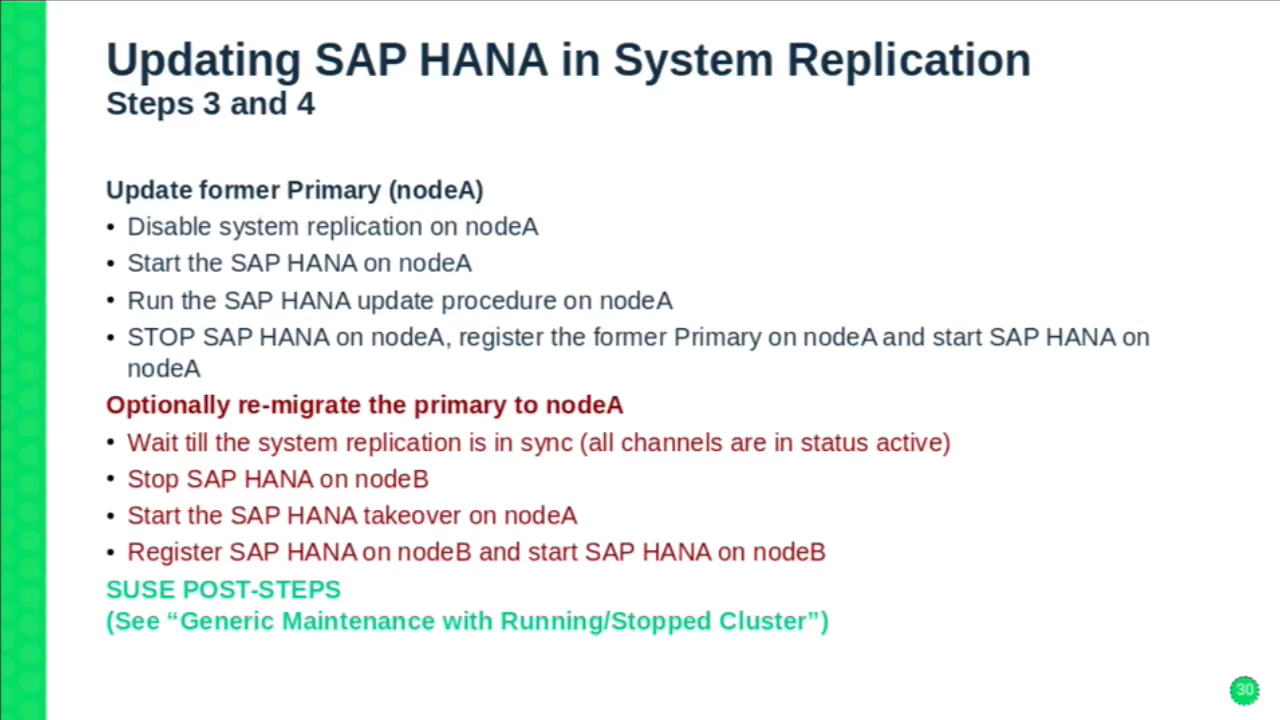 Updating SAP HANA in System Replication
Steps 3 and 4
Update former Primary (nodeA)
• Disable system replication on nodeA
• Start the SAP HANA on nodeA
• Run the SAP HANA update procedure on nodeA
• STOP SAP HANA on nodeA, register the former Primary on nodeA and start SAP HANA on
nodeA
Optionally re-migrate the primary to nodeA
• Wait till the system replication is in sync (all channels are in status active)
• Stop SAP HANA on nodeB
• Start the SAP HANA takeover on nodeA
• Register SAP HANA on nodeB and start SAP HANA on nodeB
SUSE POST-STEPS
(See “Generic Maintenance with Running/Stopped Cluster”)
30